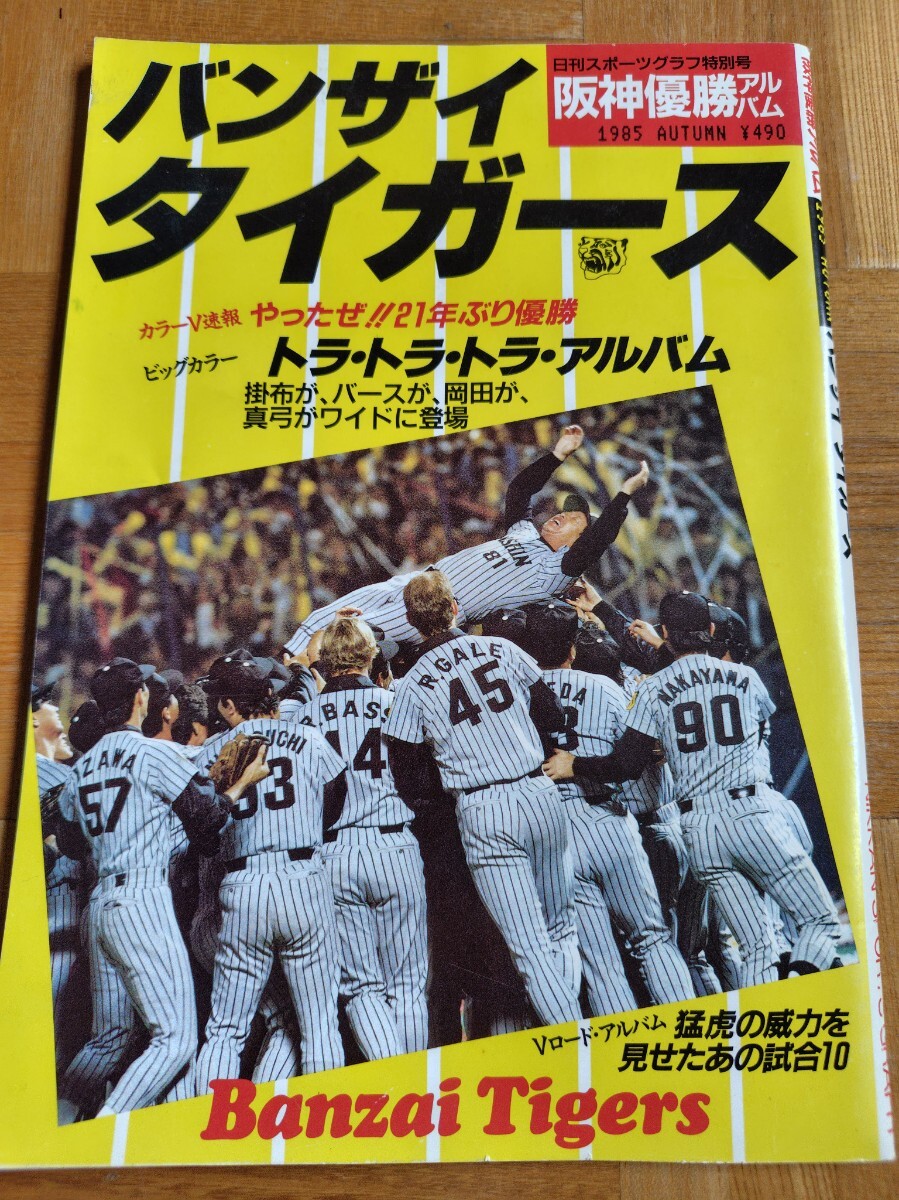 バンザイ
タイガース
日刊スポーツグラフ特別号
阪神優勝アルバム
1985 AUTUMN ¥490
カラーV速報 やったぜ!!21年ぶり優勝
ビッグカラー トラ・トラ・トラ・アルバム
掛布が、バースが、岡田が、
真弓がワイドに登場
SHIN
81
R.GALE
45
BASS
44
UCHI
NAKAYAMA
90
ZAWA
57
Vロード・アルバム 猛虎の威力を
見せたあの試合10
Banzai Tigers